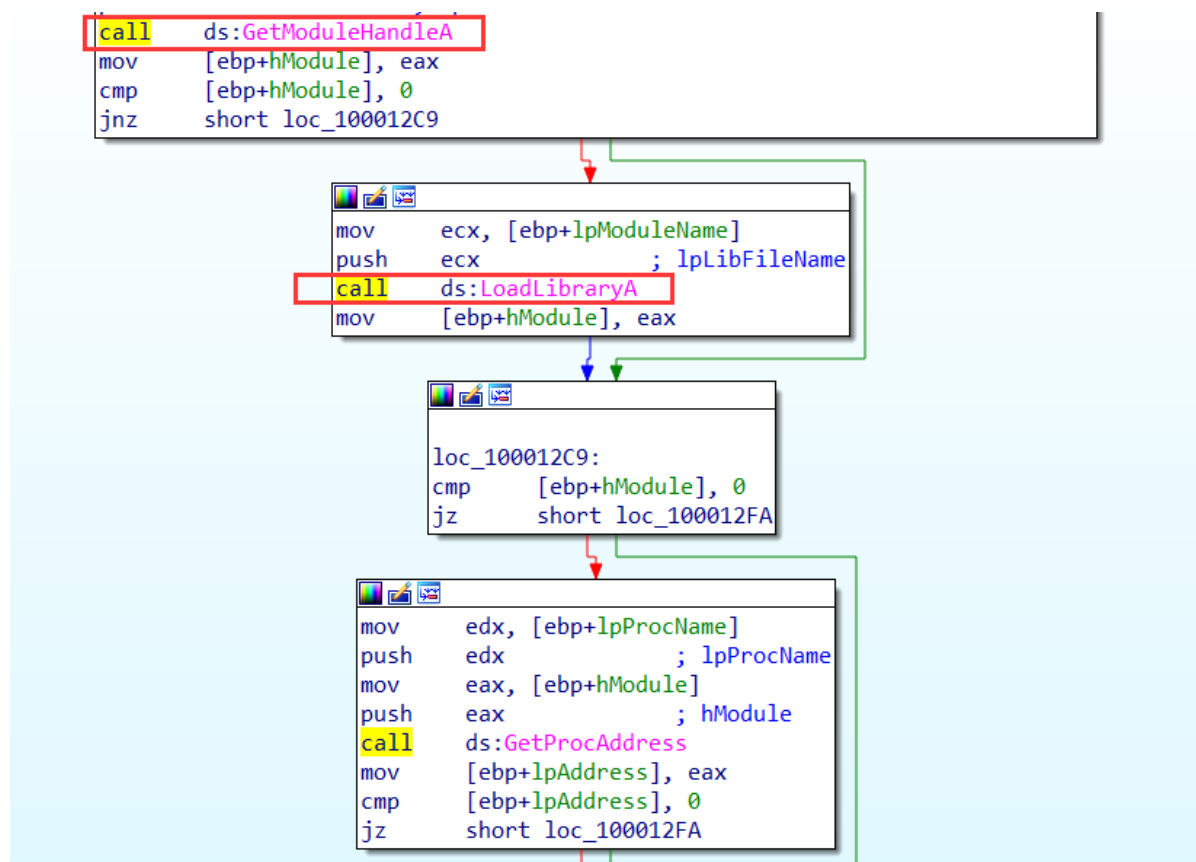 call ds:GetModuleHandleA
mov [ebp+hModule], eax
cmp [ebp+hModule], 0
jnz short loc_100012C9
mov ecx, [ebp+lpModuleName]
push ecx ; lpLibFileName
call ds:LoadLibraryA
mov [ebp+hModule], eax
loc_100012C9:
cmp [ebp+hModule], 0
jz short loc_100012FA
mov edx, [ebp+lpProcName]
push edx ; lpProcName
mov eax, [ebp+hModule]
push eax ; hModule
call ds:GetProcAddress
mov [ebp+lpAddress], eax
cmp [ebp+lpAddress], 0
jz short loc_100012FA